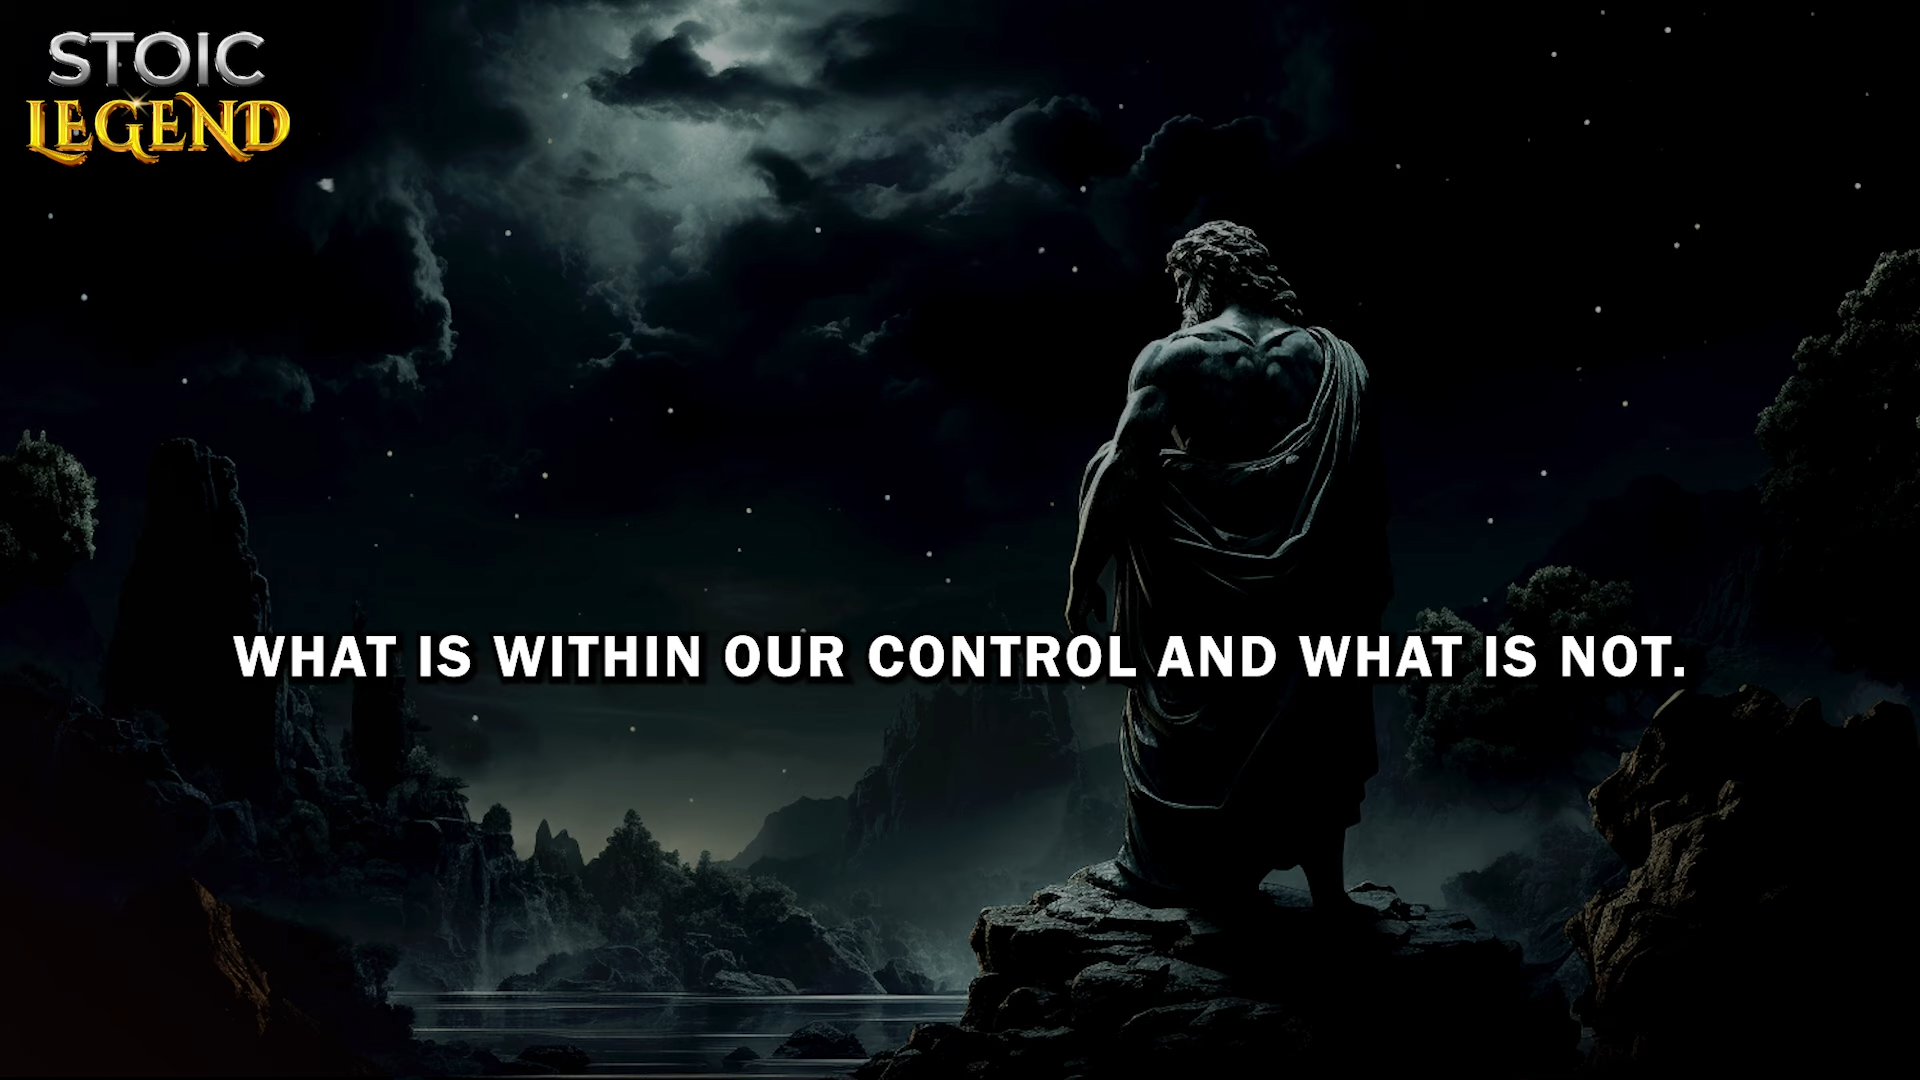 STOIC
LEGEND
WHAT IS WITHIN OUR CONTROL AND WHAT IS NOT.